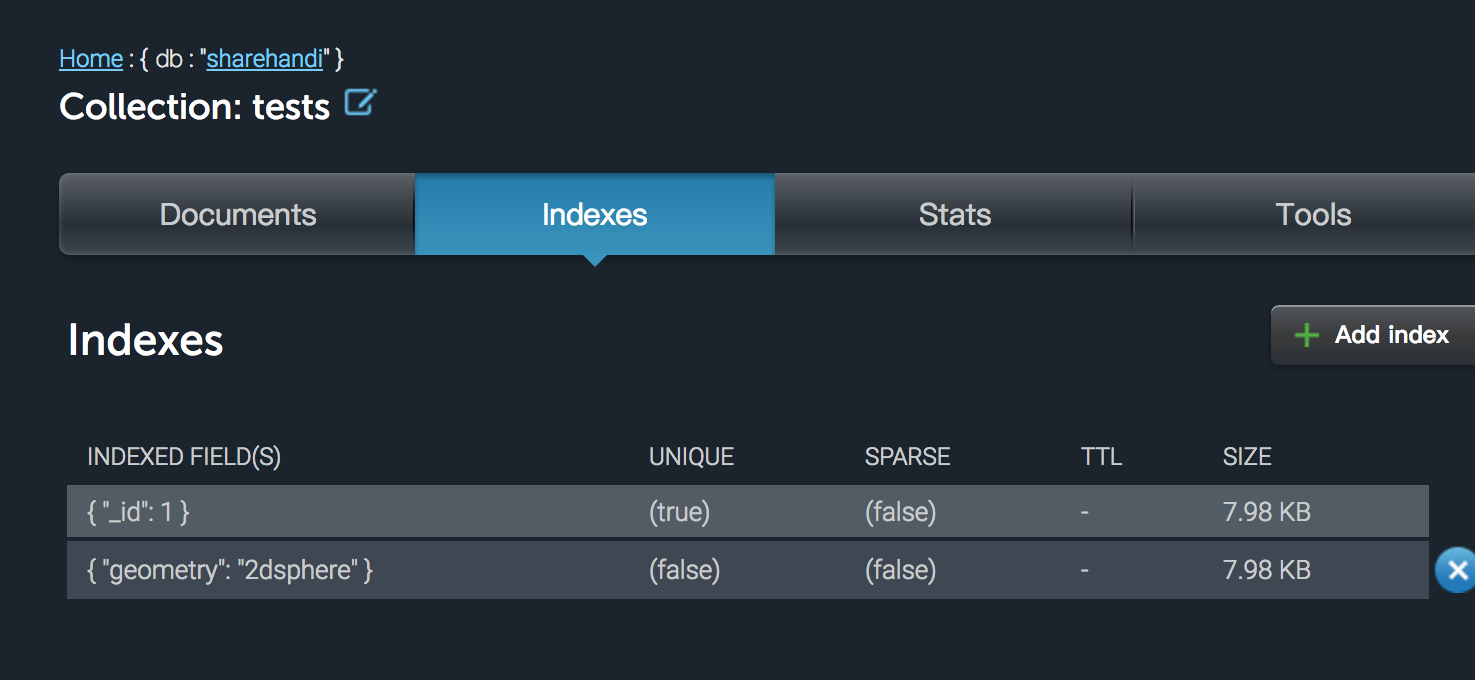 Home : { db : "sharehandi" }
Collection: tests
Documents Indexes Stats Tools
Indexes
Add index
INDEXED FIELD(S) UNIQUE SPARSE TTL SIZE
{ "_id": 1 } (true) (false) - 7.98 KB
{ "geometry": "2dsphere" } (false) (false) - 7.98 KB